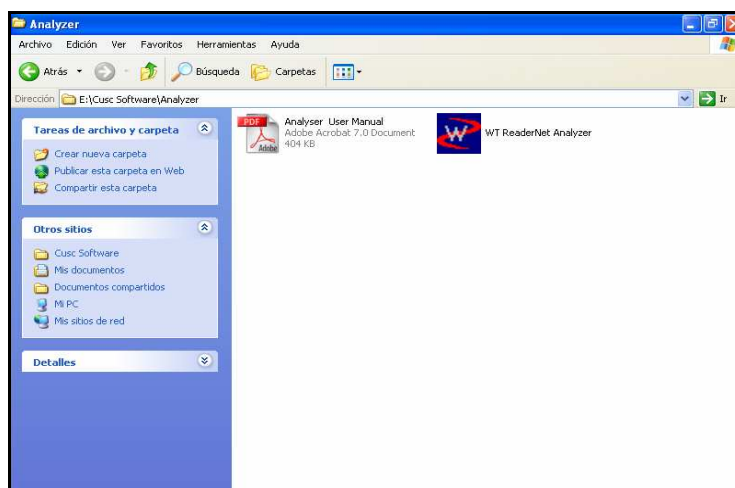 Analyzer
Archivo Edición Ver Favoritos Herramientas Ayuda
Atrás Búsqueda Carpetas
Dirección E:\Cusc Software\Analyzer Ir
Tareas de archivo y carpeta
Crear nueva carpeta
Publicar esta carpeta en Web
Compartir esta carpeta
Otros sitios
Cusc Software
Mis documentos
Documentos compartidos
Mi PC
Mis sitios de red
Detalles
PDF
Adobe
Analyser User Manual
Adobe Acrobat 7.0 Document
404 KB
W
WT ReaderNet Analyzer